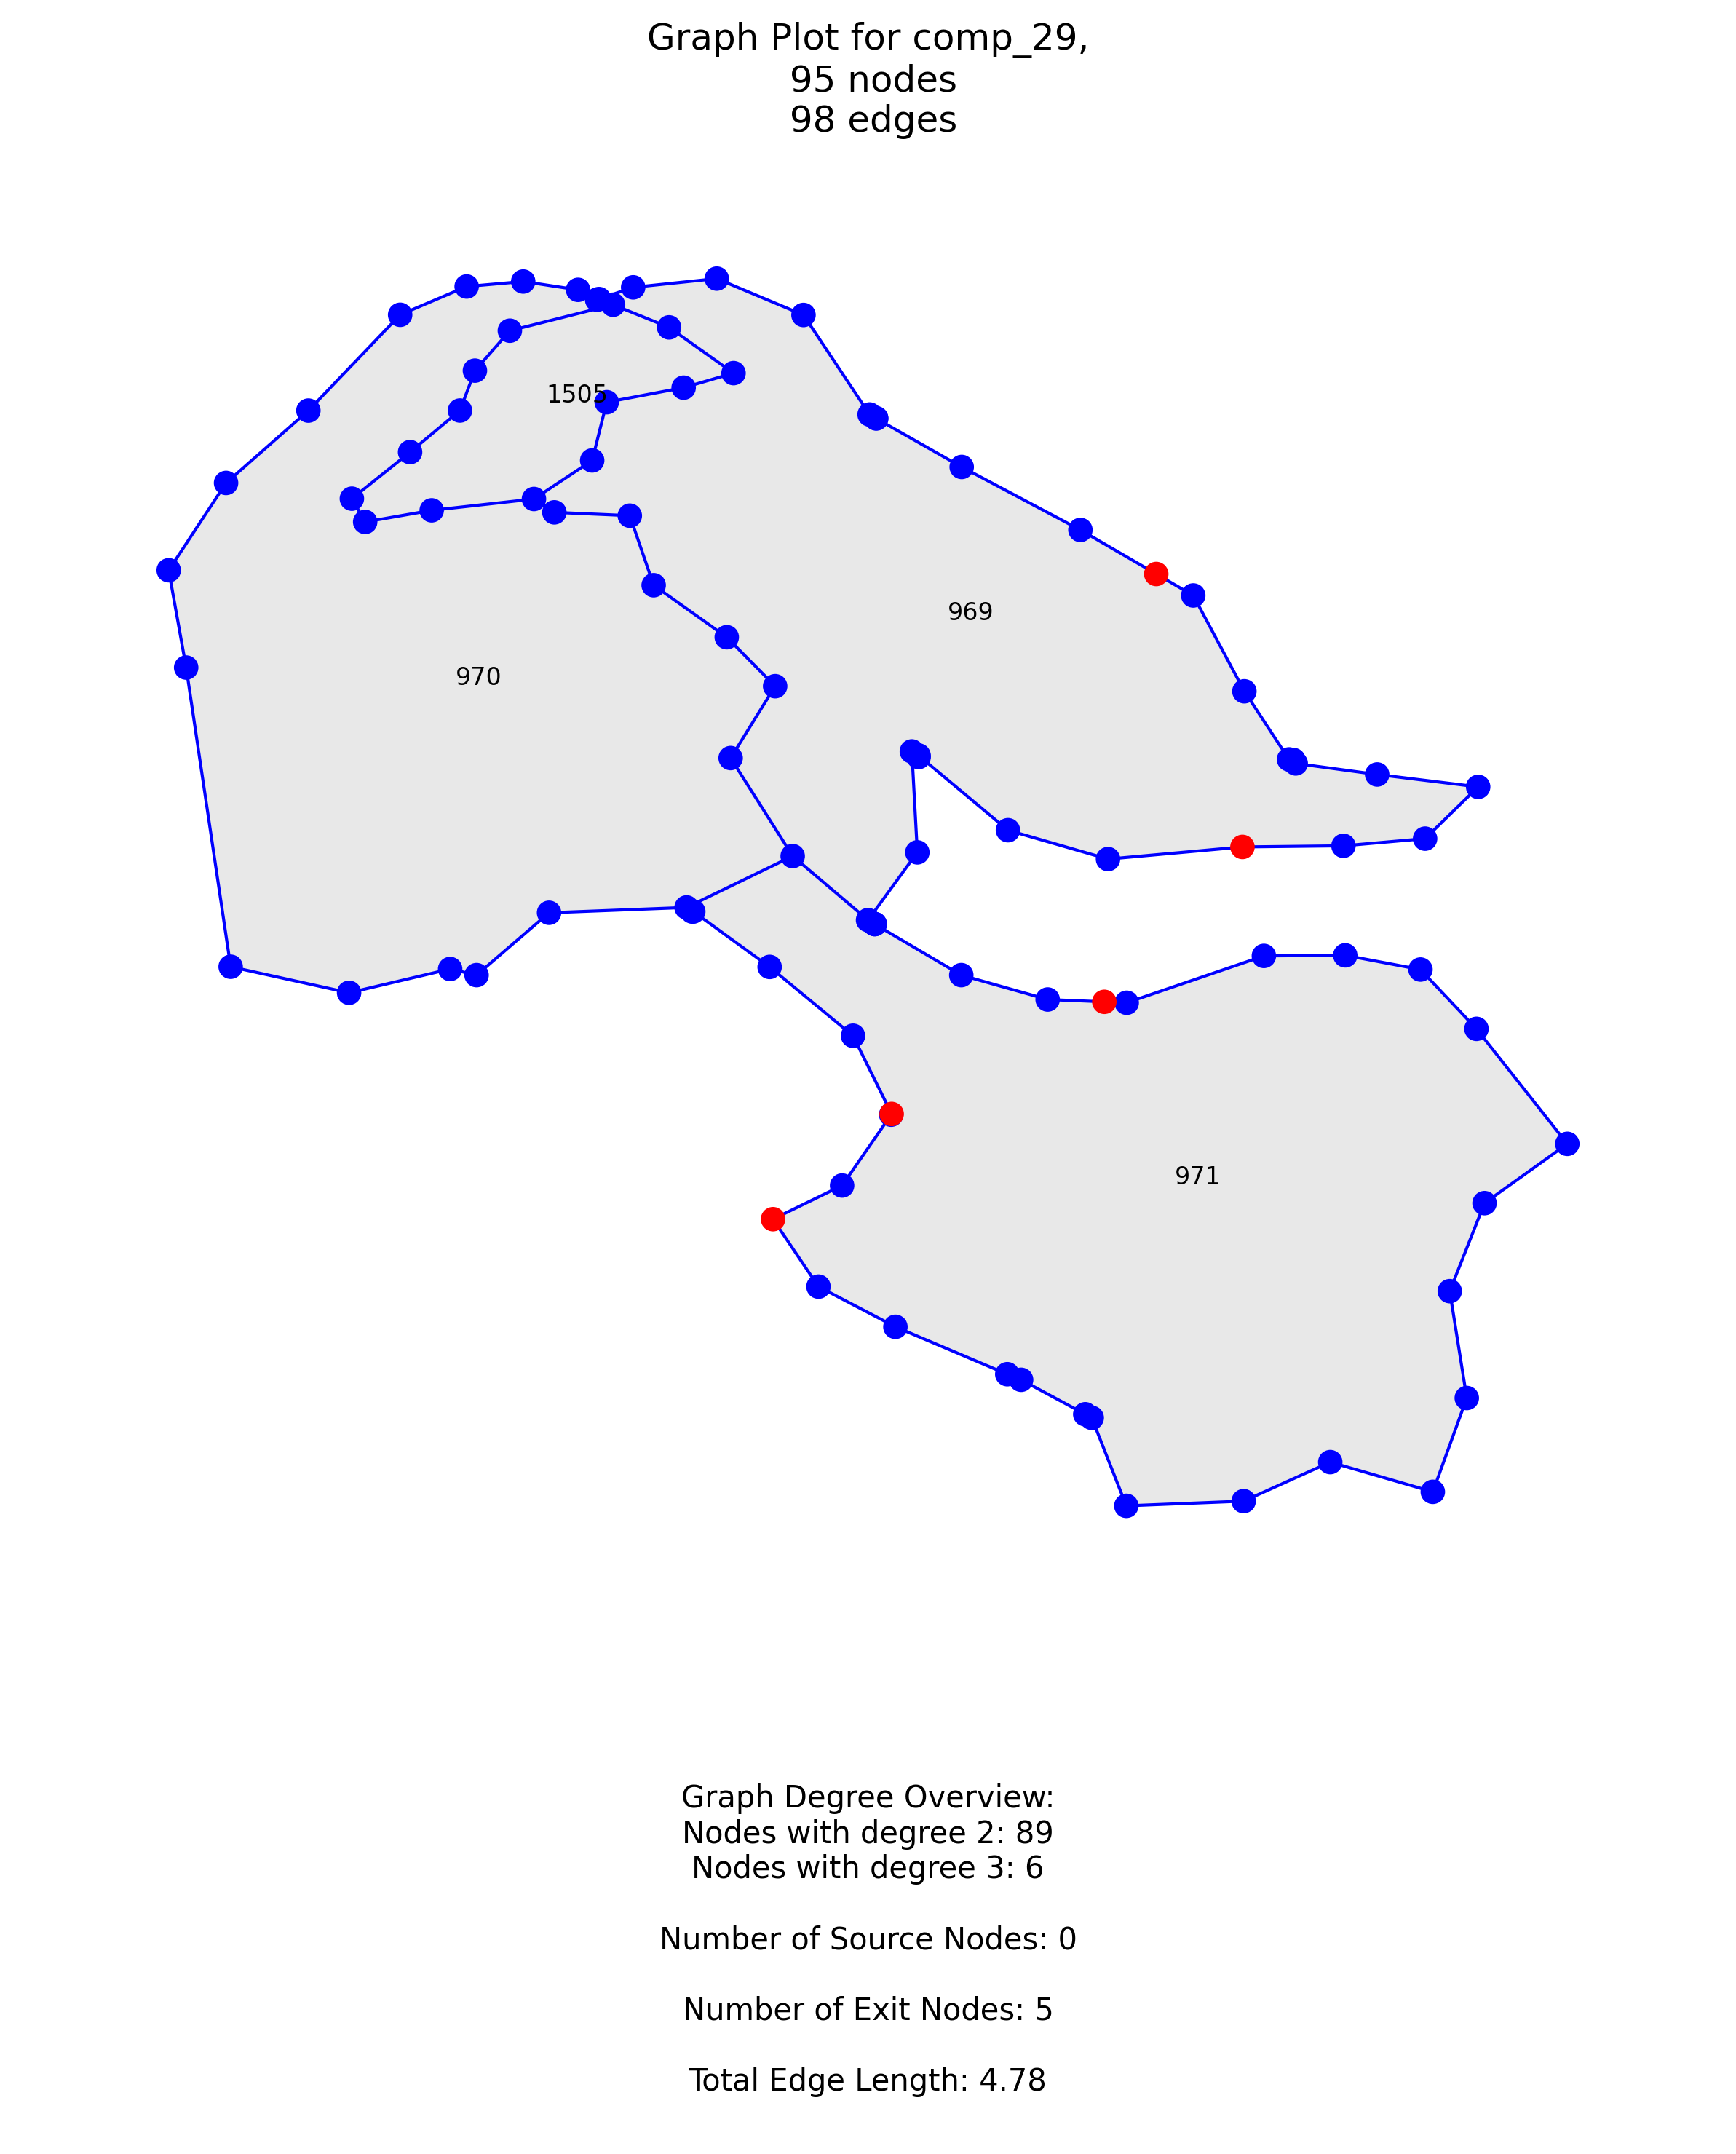 Graph Plot for comp_29,
95 nodes
98 edges
1505
969
970
971
Graph Degree Overview:
Nodes with degree 2: 89
Nodes with degree 3: 6
Number of Source Nodes: 0
Number of Exit Nodes: 5
Total Edge Length: 4.78